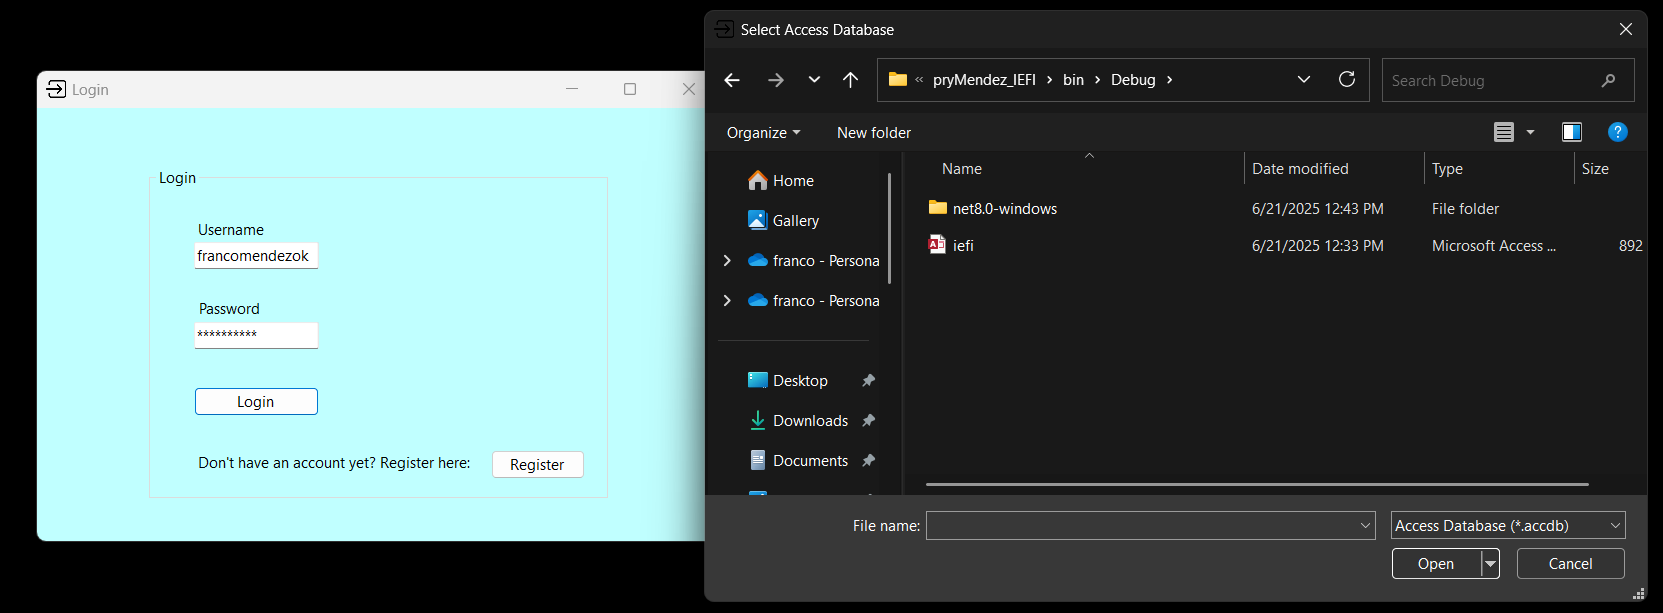 Login
Login
Username
francomendezok
Password
**********
Login
Don't have an account yet? Register here:
Register
Select Access Database
« pryMendez_IEFI > bin > Debug >
Search Debug
Organize
New folder
Home
Gallery
franco - Persona
franco - Persona
Desktop
Downloads
Documents
Name Date modified Type Size
net8.0-windows 6/21/2025 12:43 PM File folder
iefi 6/21/2025 12:33 PM Microsoft Access ... 892
File name:
Access Database (*.accdb)
Open
Cancel